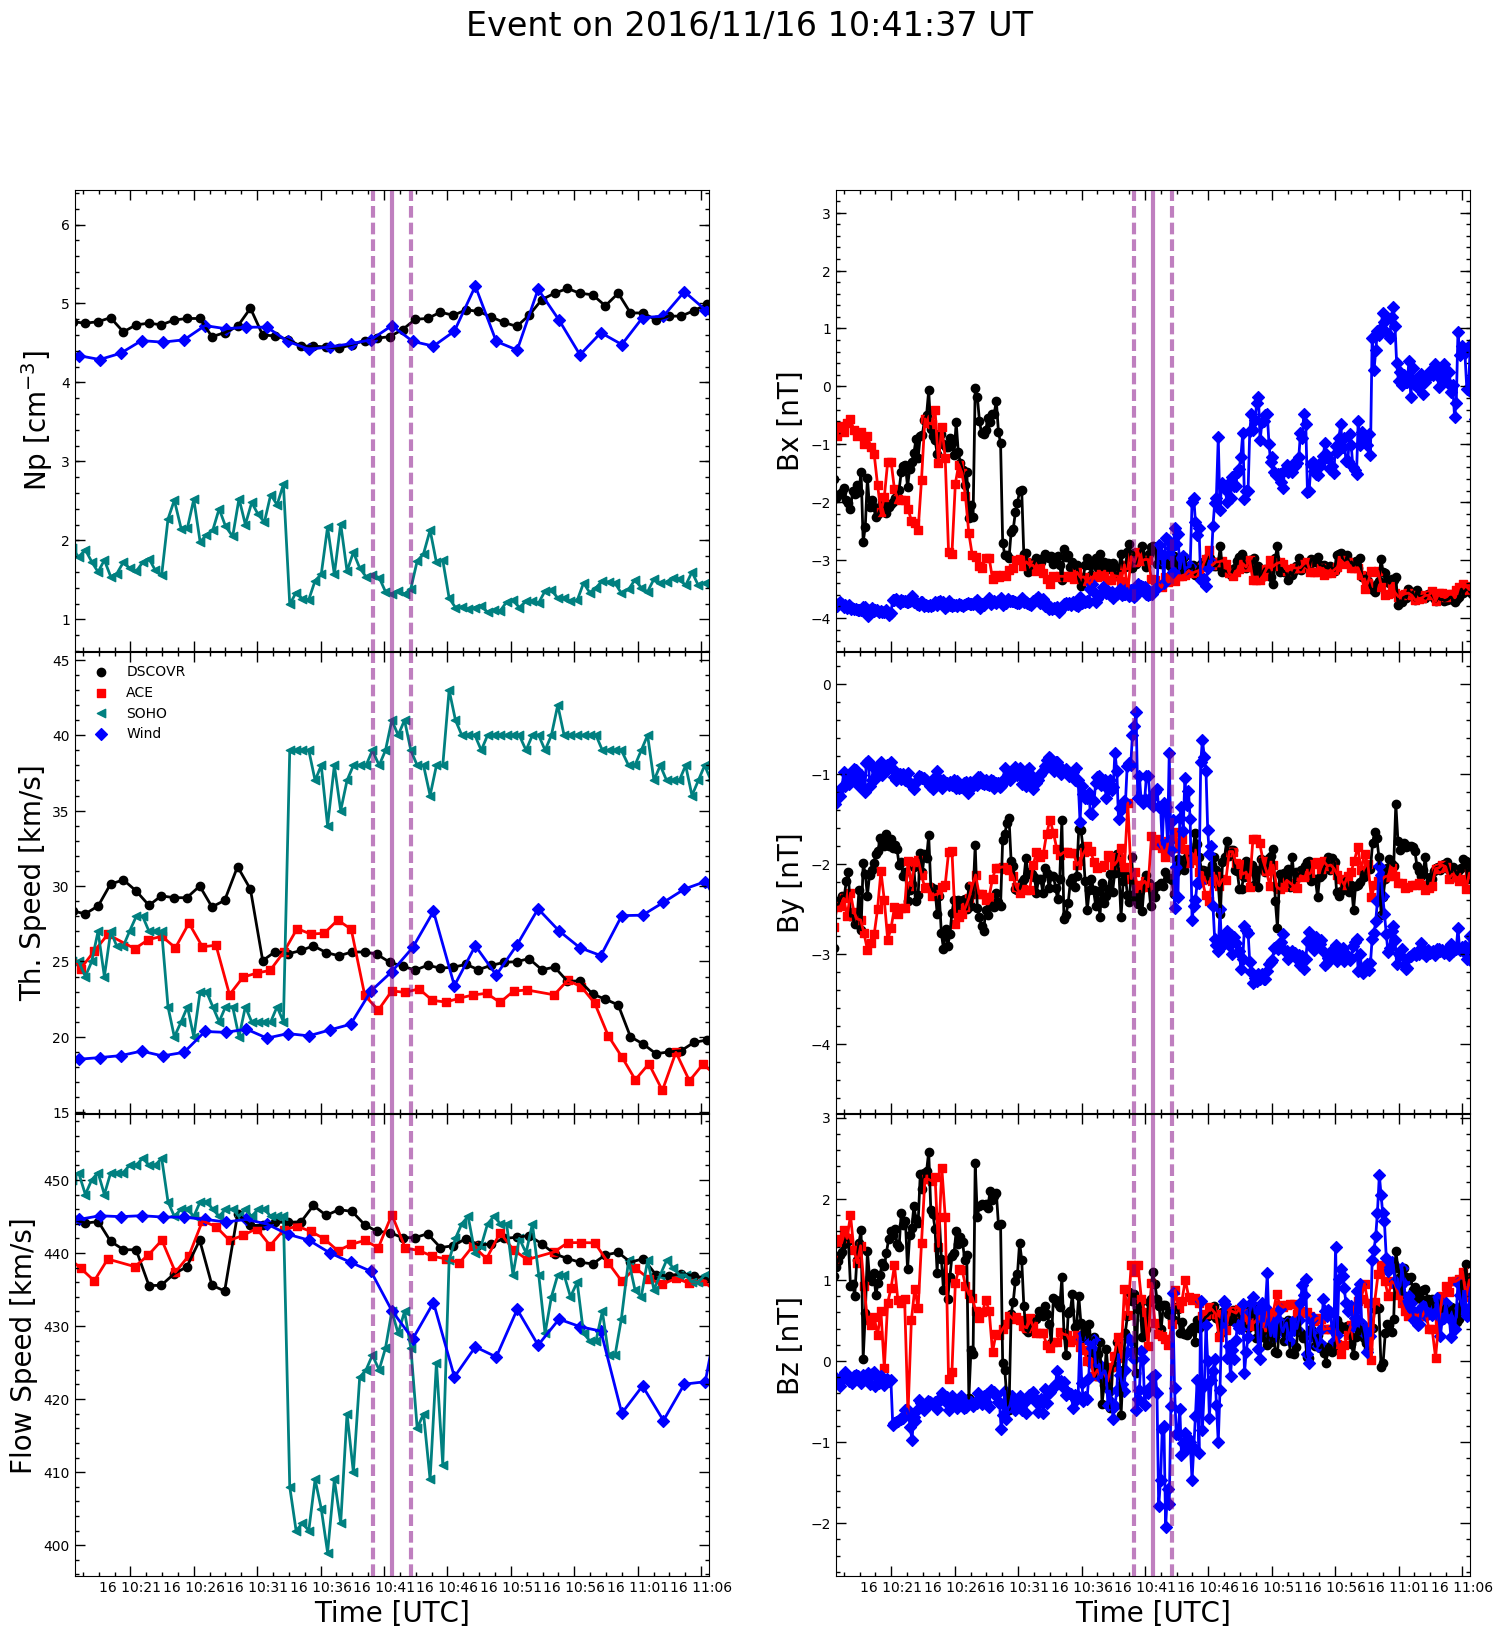 Event on 2016/11/16 10:41:37 UT
Np [cm⁻³]
6
5
4
3
2
1
Bx [nT]
3
2
1
0
−1
−2
−3
−4
Th. Speed [km/s]
45
40
35
30
25
20
15
DSCOVR
ACE
SOHO
Wind
By [nT]
0
−1
−2
−3
−4
Flow Speed [km/s]
450
440
430
420
410
400
16 10:21 16 10:26 16 10:31 16 10:36 16 10:41 16 10:46 16 10:51 16 10:56 16 11:01 16 11:06
Time [UTC]
Bz [nT]
3
2
1
0
−1
−2
16 10:21 16 10:26 16 10:31 16 10:36 16 10:41 16 10:46 16 10:51 16 10:56 16 11:01 16 11:06
Time [UTC]